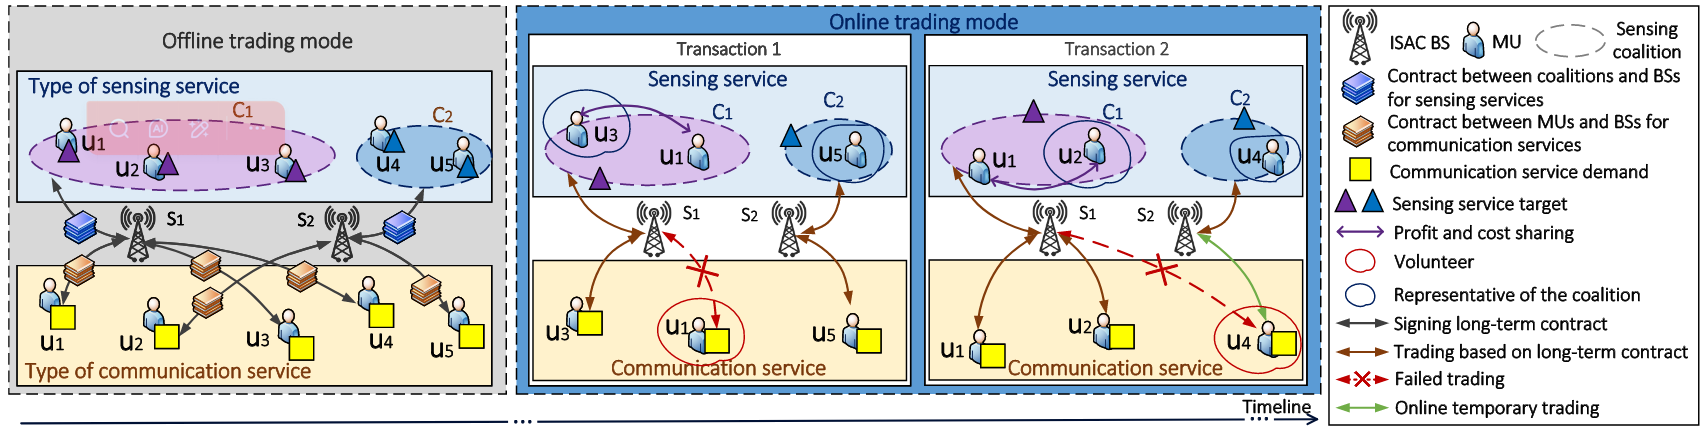 Offline trading mode
Type of sensing service
C1
C2
u1
u2
u3
u4
u5
AI
S1
S2
u1
u2
u3
u4
u5
Type of communication service
Online trading mode
Transaction 1
Sensing service
C1
C2
u3
u1
u5
S1
S2
u3
u1
u5
Communication service
Transaction 2
Sensing service
C1
C2
u1
u2
u4
S1
S2
u1
u2
u4
Communication service
Timeline
ISAC BS
MU
Sensing
coalition
Contract between coalitions and BSs
for sensing services
Contract between MUs and BSs for
communication services
Communication service demand
Sensing service target
Profit and cost sharing
Volunteer
Representative of the coalition
Signing long-term contract
Trading based on long-term contract
Failed trading
Online temporary trading